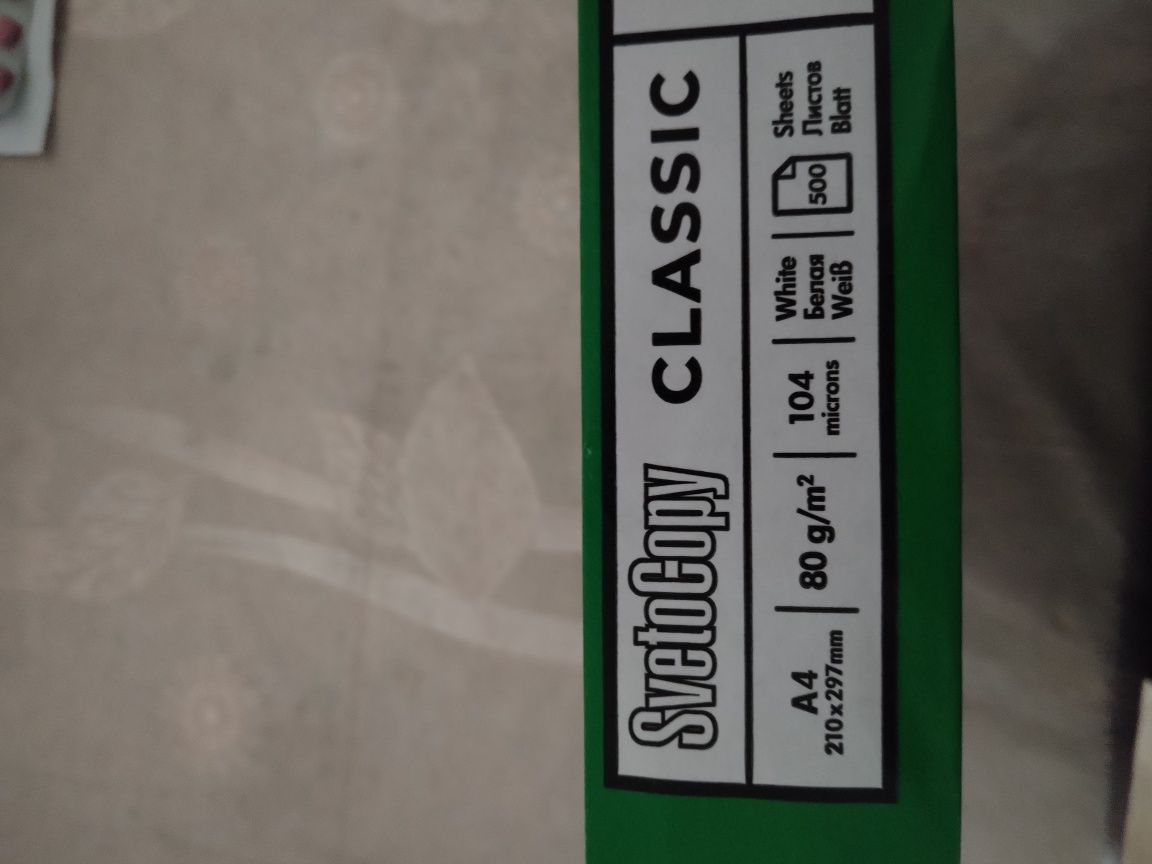 SvetoCopy CLASSIC
A4
210x297mm
80 g/m²
104
microns
White
Белая
Weiß
500
Sheets
Листов
Blatt